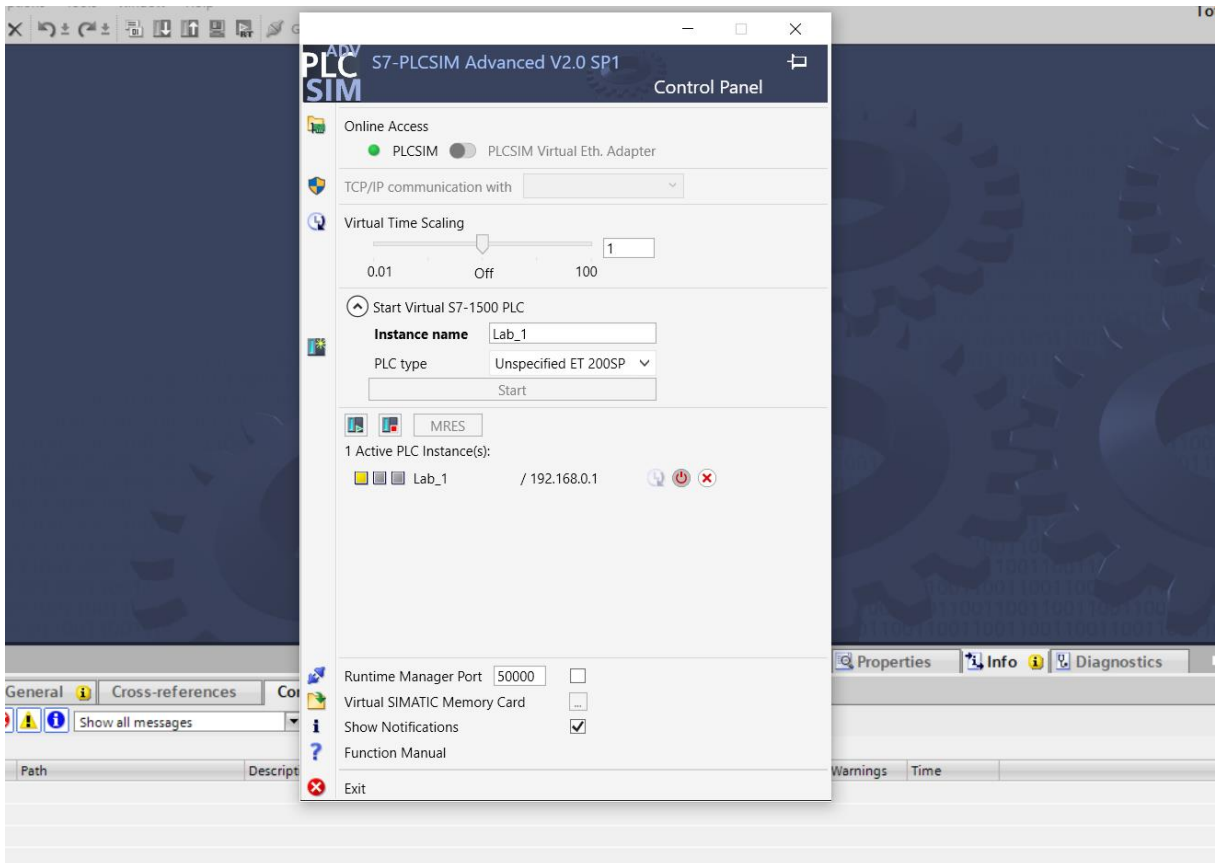 To
S7-PLCSIM Advanced V2.0 SP1
PLC ADV
SIM
Control Panel
Online Access
PLCSIM PLCSIM Virtual Eth. Adapter
TCP/IP communication with
Virtual Time Scaling
1
0.01 Off 100
Start Virtual S7-1500 PLC
Instance name Lab_1
PLC type Unspecified ET 200SP
Start
MRES
1 Active PLC Instance(s):
Lab_1 / 192.168.0.1
Properties Info Diagnostics
Runtime Manager Port 50000
General Cross-references Co
Virtual SIMATIC Memory Card ...
Show all messages
Show Notifications
Function Manual
Path Descript Warnings Time
Exit